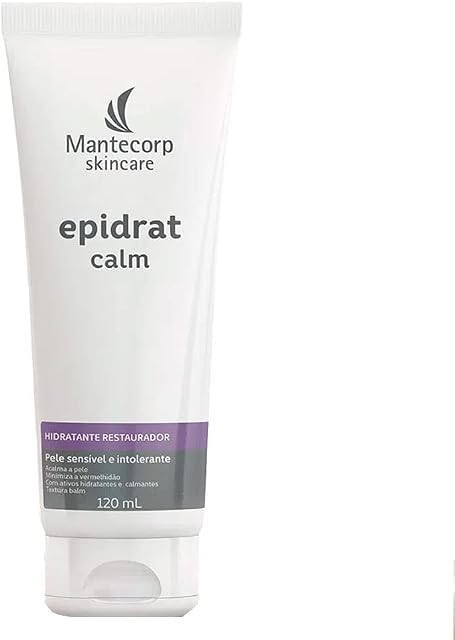 Mantecorp
skincare
epidrat
calm
HIDRATANTE RESTAURADOR
Pele sensível e intolerante
Acalma a pele
Minimiza a vermelhidão
Com ativos hidratantes e calmantes
Textura balm
120 mL